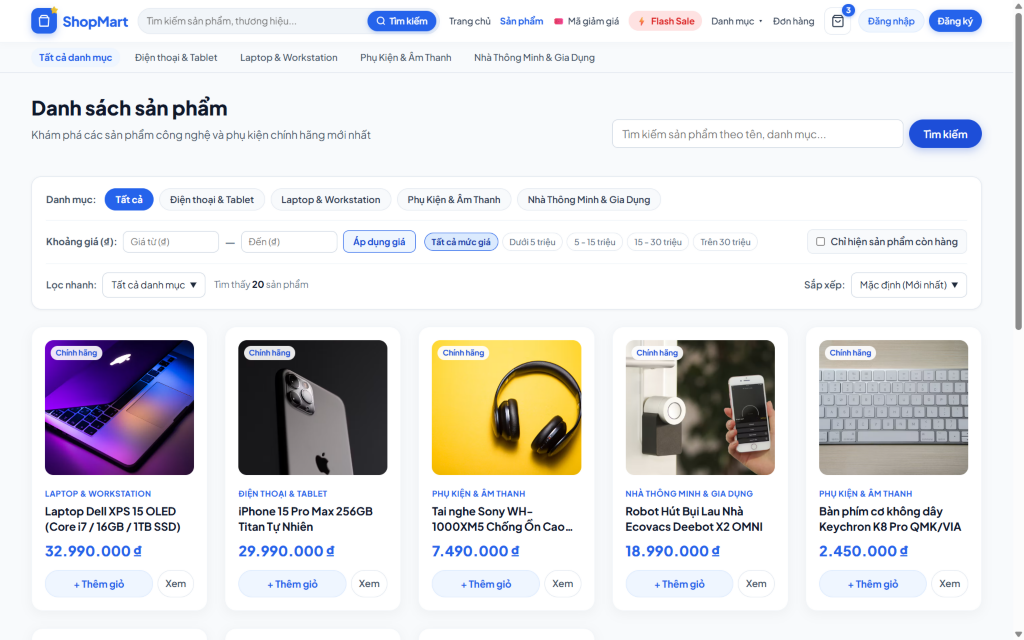 ShopMart
Tìm kiếm sản phẩm, thương hiệu...
Tìm kiếm
Trang chủ
Sản phẩm
Mã giảm giá
Flash Sale
Danh mục
Đơn hàng
3
Đăng nhập
Đăng ký
Tất cả danh mục
Điện thoại & Tablet
Laptop & Workstation
Phụ Kiện & Âm Thanh
Nhà Thông Minh & Gia Dụng
Danh sách sản phẩm
Khám phá các sản phẩm công nghệ và phụ kiện chính hãng mới nhất
Tìm kiếm sản phẩm theo tên, danh mục...
Tìm kiếm
Danh mục:
Tất cả
Điện thoại & Tablet
Laptop & Workstation
Phụ Kiện & Âm Thanh
Nhà Thông Minh & Gia Dụng
Khoảng giá (₫):
Giá từ (₫)
—
Đến (₫)
Áp dụng giá
Tất cả mức giá
Dưới 5 triệu
5 - 15 triệu
15 - 30 triệu
Trên 30 triệu
Chỉ hiện sản phẩm còn hàng
Lọc nhanh:
Tất cả danh mục ▼
Tìm thấy 20 sản phẩm
Sắp xếp:
Mặc định (Mới nhất) ▼
Chính hãng
LAPTOP & WORKSTATION
Laptop Dell XPS 15 OLED
(Core i7 / 16GB / 1TB SSD)
32.990.000 ₫
+ Thêm giỏ
Xem
Chính hãng
ĐIỆN THOẠI & TABLET
iPhone 15 Pro Max 256GB
Titan Tự Nhiên
29.990.000 ₫
+ Thêm giỏ
Xem
Chính hãng
PHỤ KIỆN & ÂM THANH
Tai nghe Sony WH-
1000XM5 Chống Ồn Cao...
7.490.000 ₫
+ Thêm giỏ
Xem
Chính hãng
NHÀ THÔNG MINH & GIA DỤNG
Robot Hút Bụi Lau Nhà
Ecovacs Deebot X2 OMNI
18.990.000 ₫
+ Thêm giỏ
Xem
Chính hãng
PHỤ KIỆN & ÂM THANH
Bàn phím cơ không dây
Keychron K8 Pro QMK/VIA
2.450.000 ₫
+ Thêm giỏ
Xem